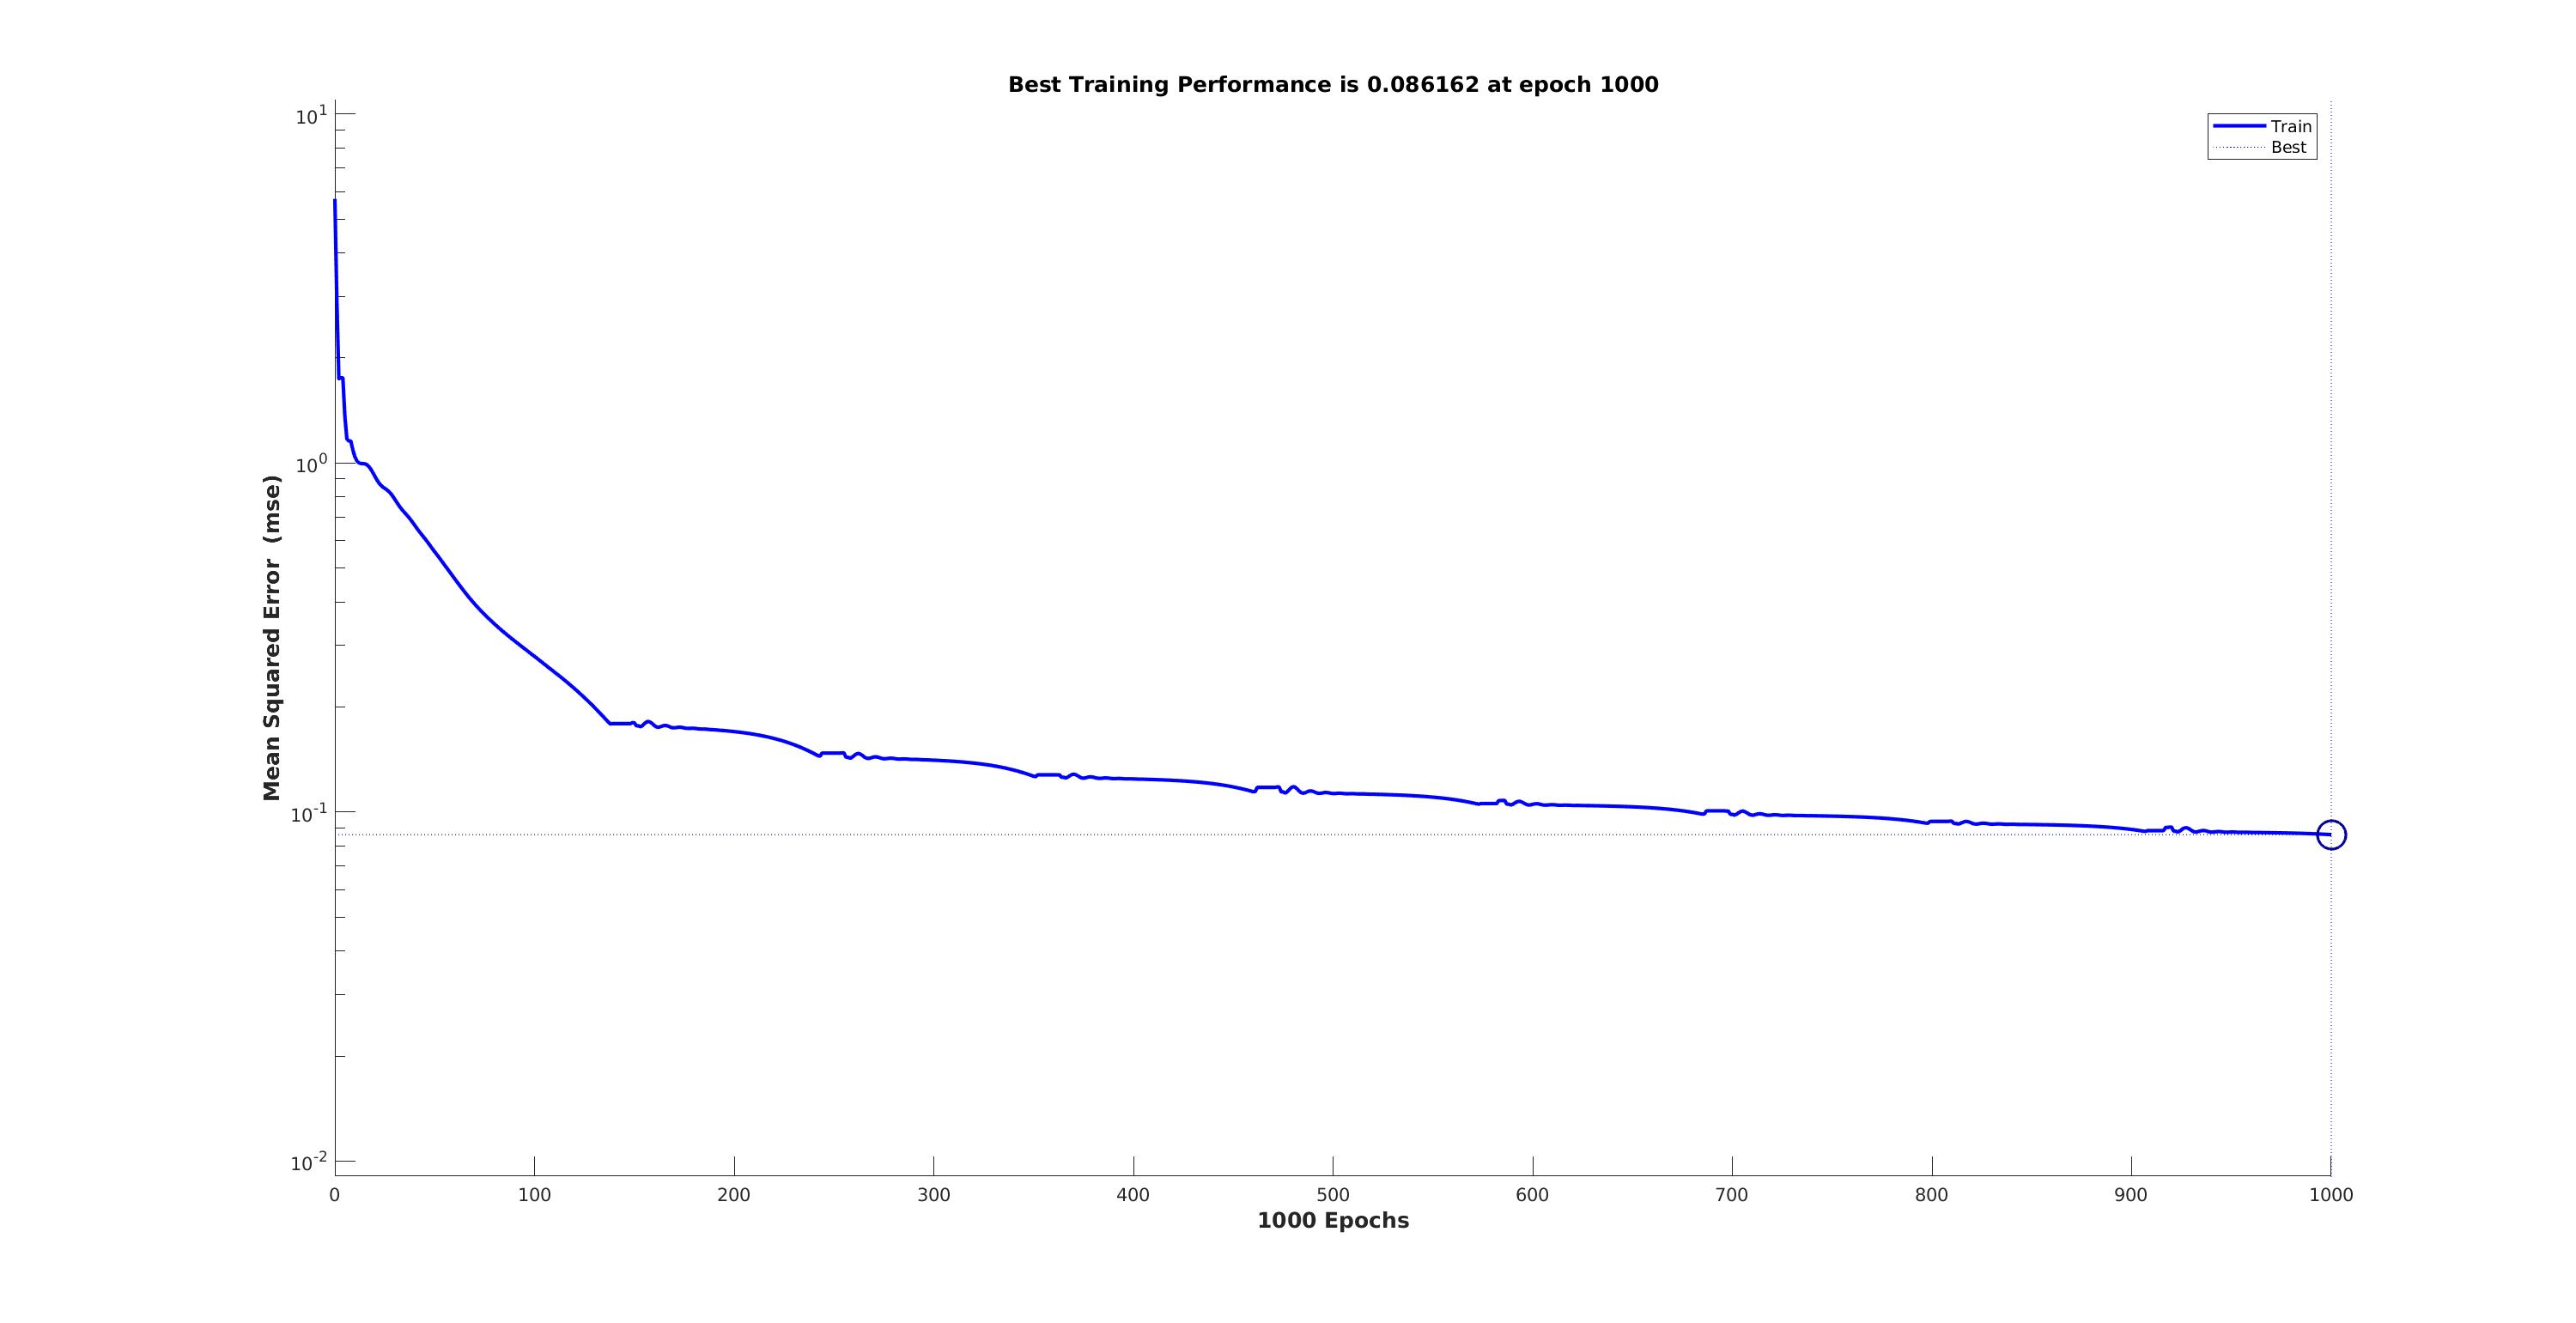 Best Training Performance is 0.086162 at epoch 1000
Train
Best
Mean Squared Error (mse)
10^1
10^0
10^-1
10^-2
0 100 200 300 400 500 600 700 800 900 1000
1000 Epochs